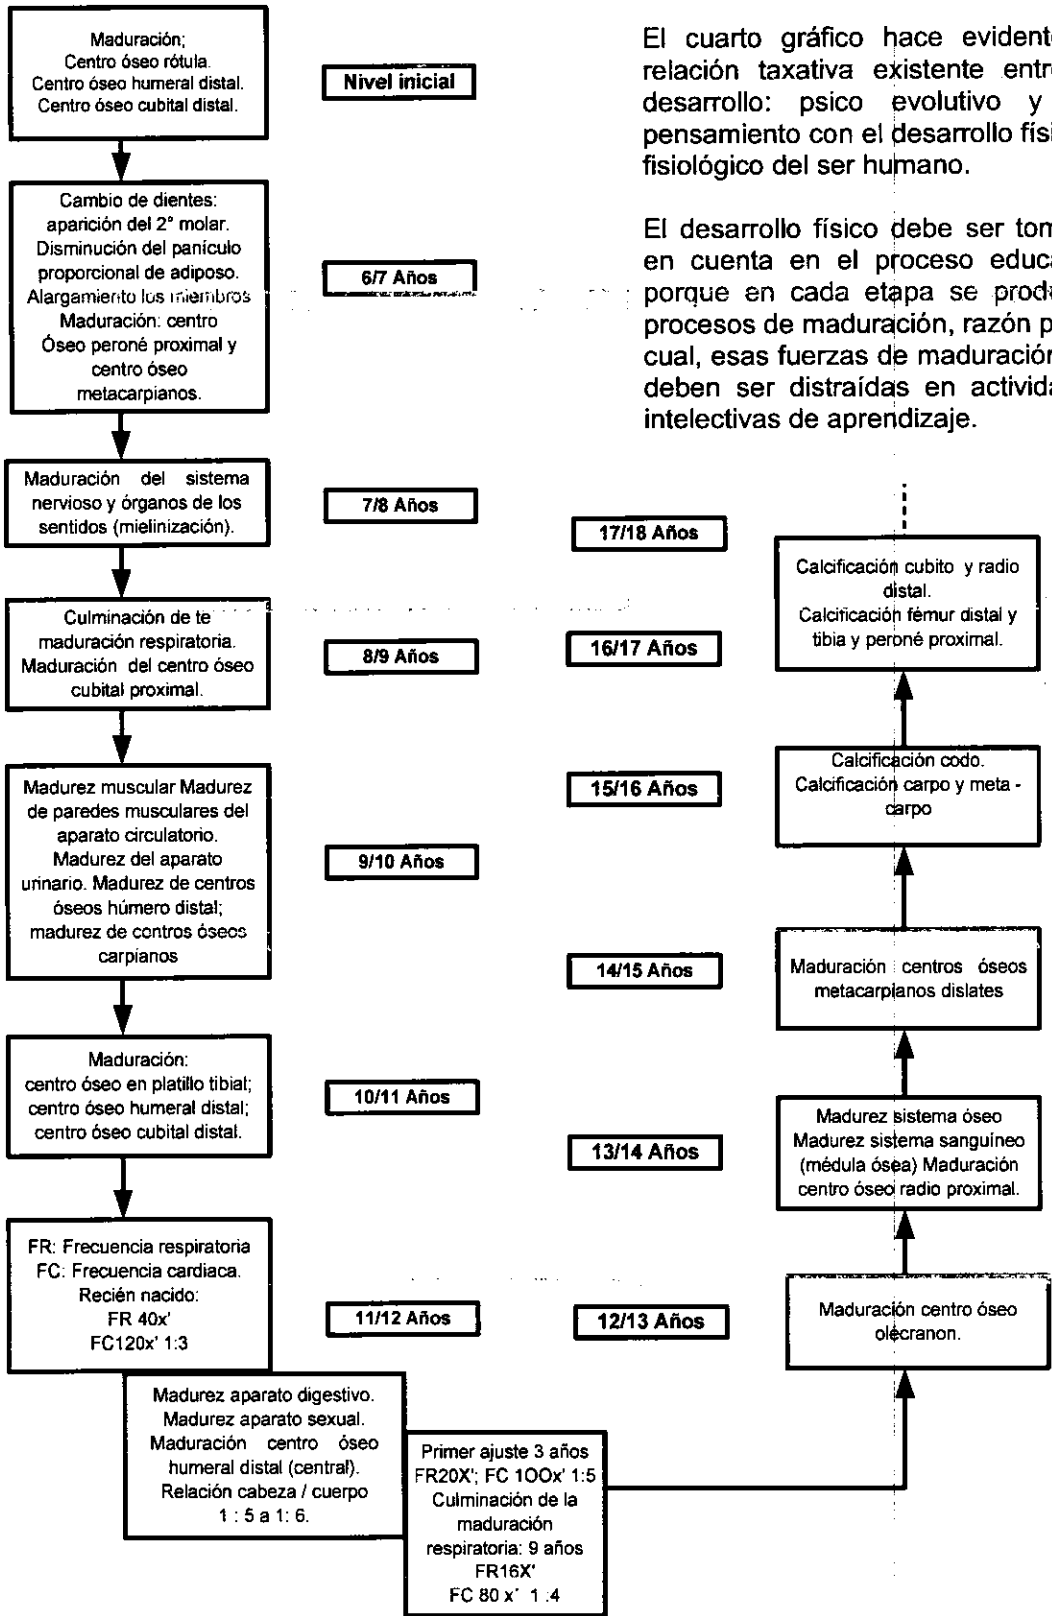 Maduración;
Centro óseo rótula.
Centro óseo humeral distal.
Centro óseo cubital distal.
Nivel inicial
El cuarto gráfico hace evidente
relación taxativa existente entre
desarrollo: psico evolutivo y
pensamiento con el desarrollo
fisiológico del ser humano.
El desarrollo físico debe ser
en cuenta en el proceso
porque en cada etapa se
procesos de maduración, razón
cual, esas fuerzas de maduración
deben ser distraídas en
intelectivas de aprendizaje.
Cambio de dientes:
aparición del 2° molar.
Disminución del panículo
proporcional de adiposo.
Alargamiento los miembros
Maduración: centro
Óseo peroné proximal y
centro óseo
metacarpianos.
6/7 Años
Maduración del sistema
nervioso y órganos de los
sentidos (mielinización).
7/8 Años
Culminación de te
maduración respiratoria.
Maduración del centro óseo
cubital proximal.
8/9 Años
Madurez muscular Madurez
de paredes musculares del
aparato circulatorio.
Madurez del aparato
urinario. Madurez de centros
óseos húmero distal;
madurez de contros óseos
carpianos
9/10 Años
Maduración:
centro óseo en platillo tibial;
centro óseo humeral distal;
centro óseo cubital distal.
10/11 Años
FR: Frecuencia respiratoria
FC: Frecuencia cardiaca.
Recién nacido:
FR 40x'
FC120x' 1:3
11/12 Años
Madurez aparato digestivo.
Madurez aparato sexual.
Maduración centro óseo
humeral distal (central).
Relación cabeza / cuerpo
1 : 5 a 1: 6.
Primer ajuste 3 años
FR20X'; FC 1OOx' 1:5
Culminación de la
maduración
respiratoria: 9 años
FR16X'
FC 80 x' 1 :4
12/13 Años
Maduración centro óseo
olécranon.
13/14 Años
Madurez sistema óseo
Madurez sistema sanguíneo
(médula ósea) Maduración
centro óseo radio proximal.
14/15 Años
Maduración centros óseos
metacarpianos dislates
15/16 Años
Calcificación codo.
Calcificación carpo y meta -
carpo
16/17 Años
17/18 Años
Calcificación cubito y radio
distal.
Calcificación fémur distal y
tibia y peroné proximal.